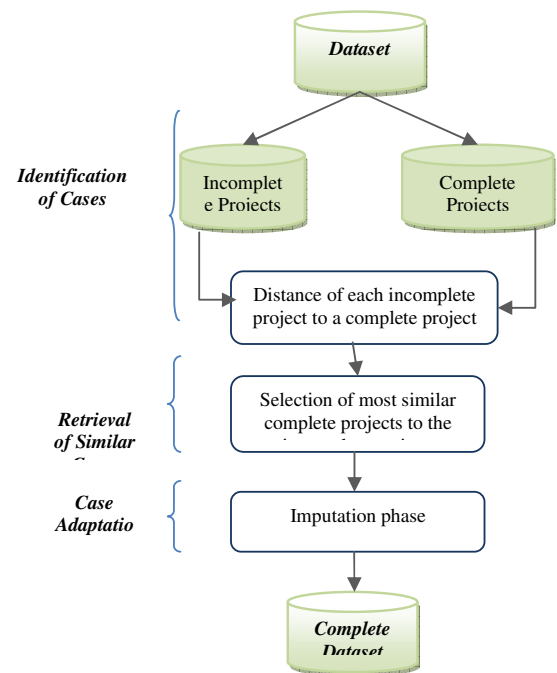 Dataset
Identification
of Cases
Incomplet
e Projects
Complete
Projects
Distance of each incomplete
project to a complete project
Retrieval
of Similar
Selection of most similar
complete projects to the
Case
Adaptatio
Imputation phase
Complete
Dataset